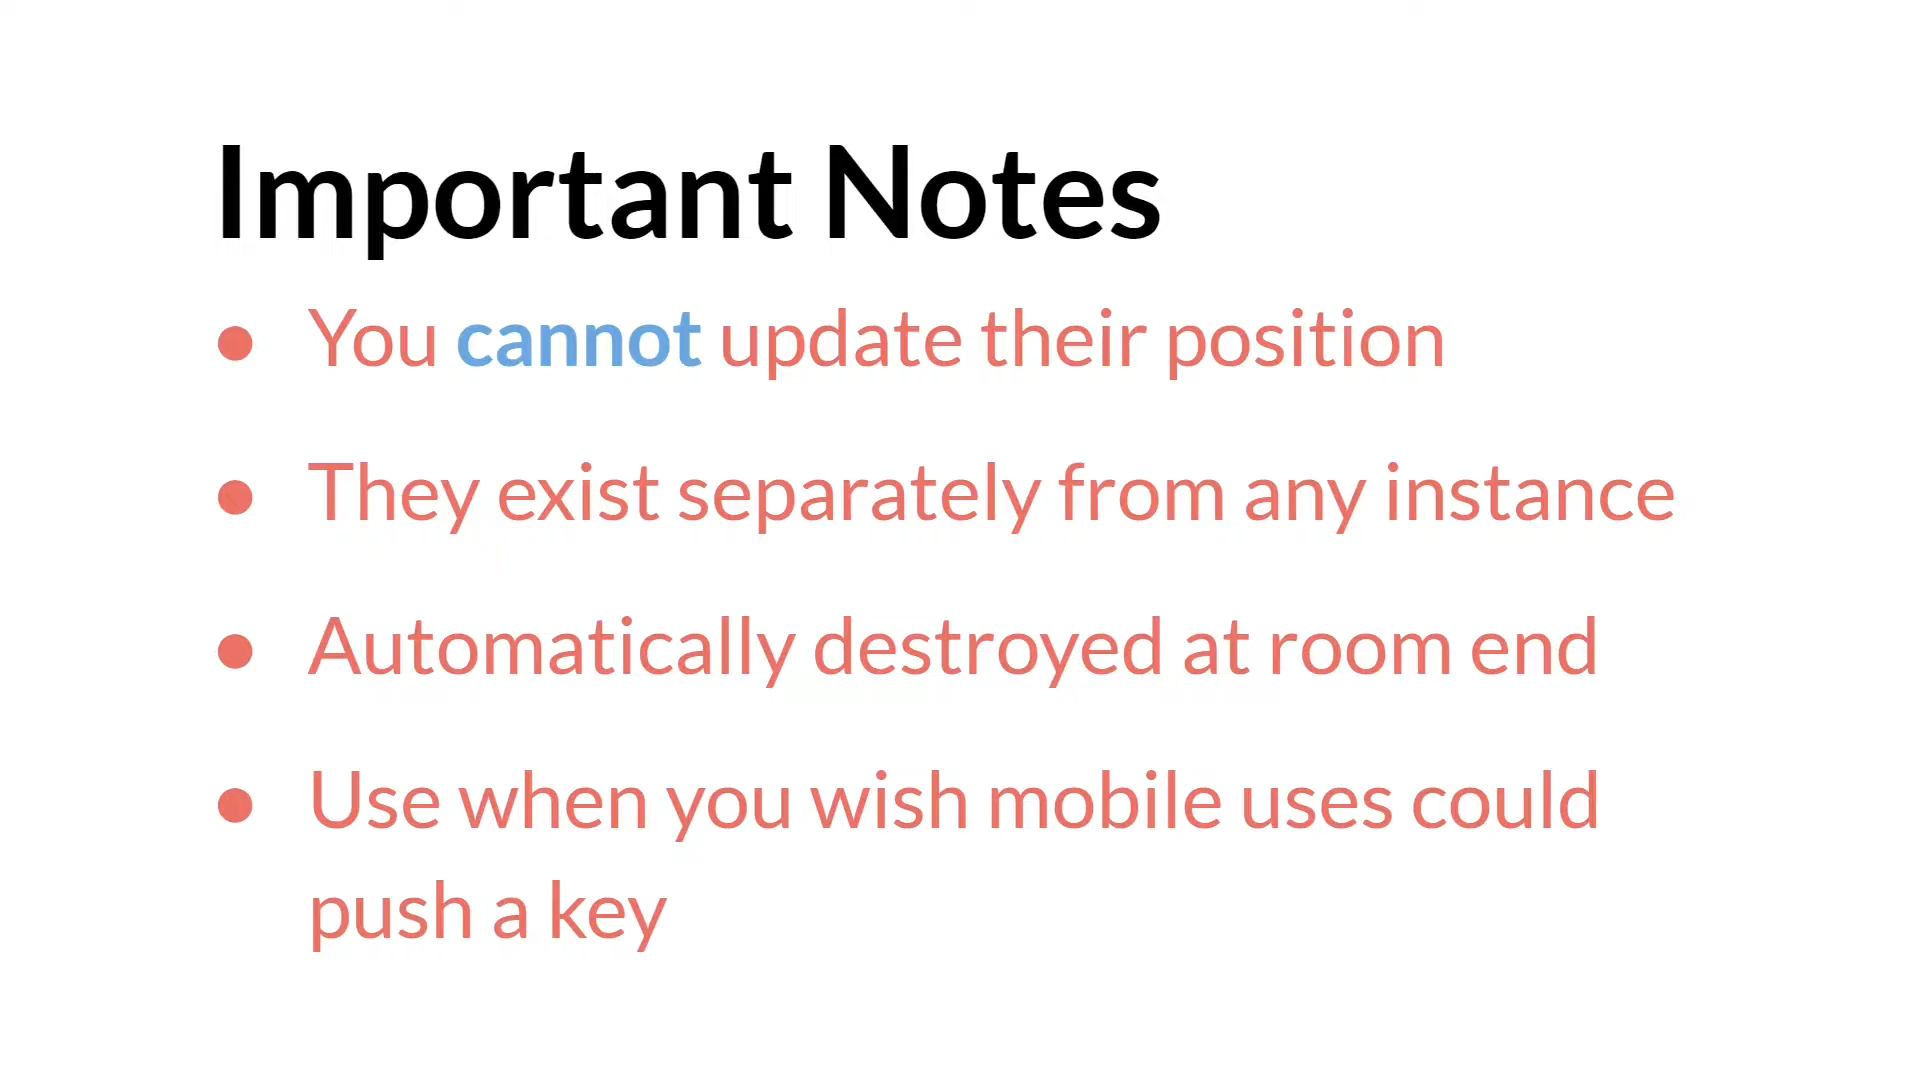 Important Notes
● You cannot update their position
● They exist separately from any instance
● Automatically destroyed at room end
● Use when you wish mobile uses could
push a key